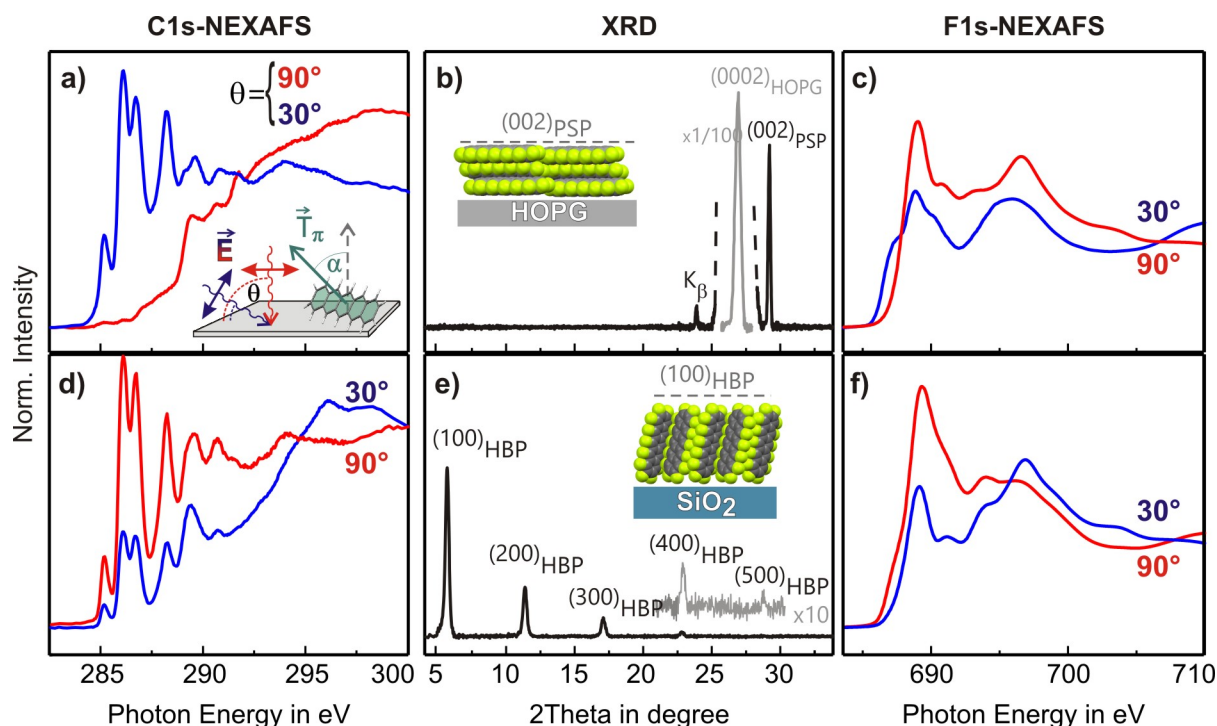 C1s-NEXAFS
XRD
F1s-NEXAFS
Norm. Intensity
a)
θ={ 90°
30°
E
θ
T π
α
b)
(0002)HOPG
x1/100
(002)PSP
(002)PSP
HOPG
Kβ
c)
30°
90°
d)
30°
90°
e)
(100)HBP
(200)HBP
(300)HBP
(100)HBP
SiO2
(400)HBP
(500)HBP
x10
f)
30°
90°
285 290 295 300
5 10 15 20 25 30
690 700 710
Photon Energy in eV
2Theta in degree
Photon Energy in eV